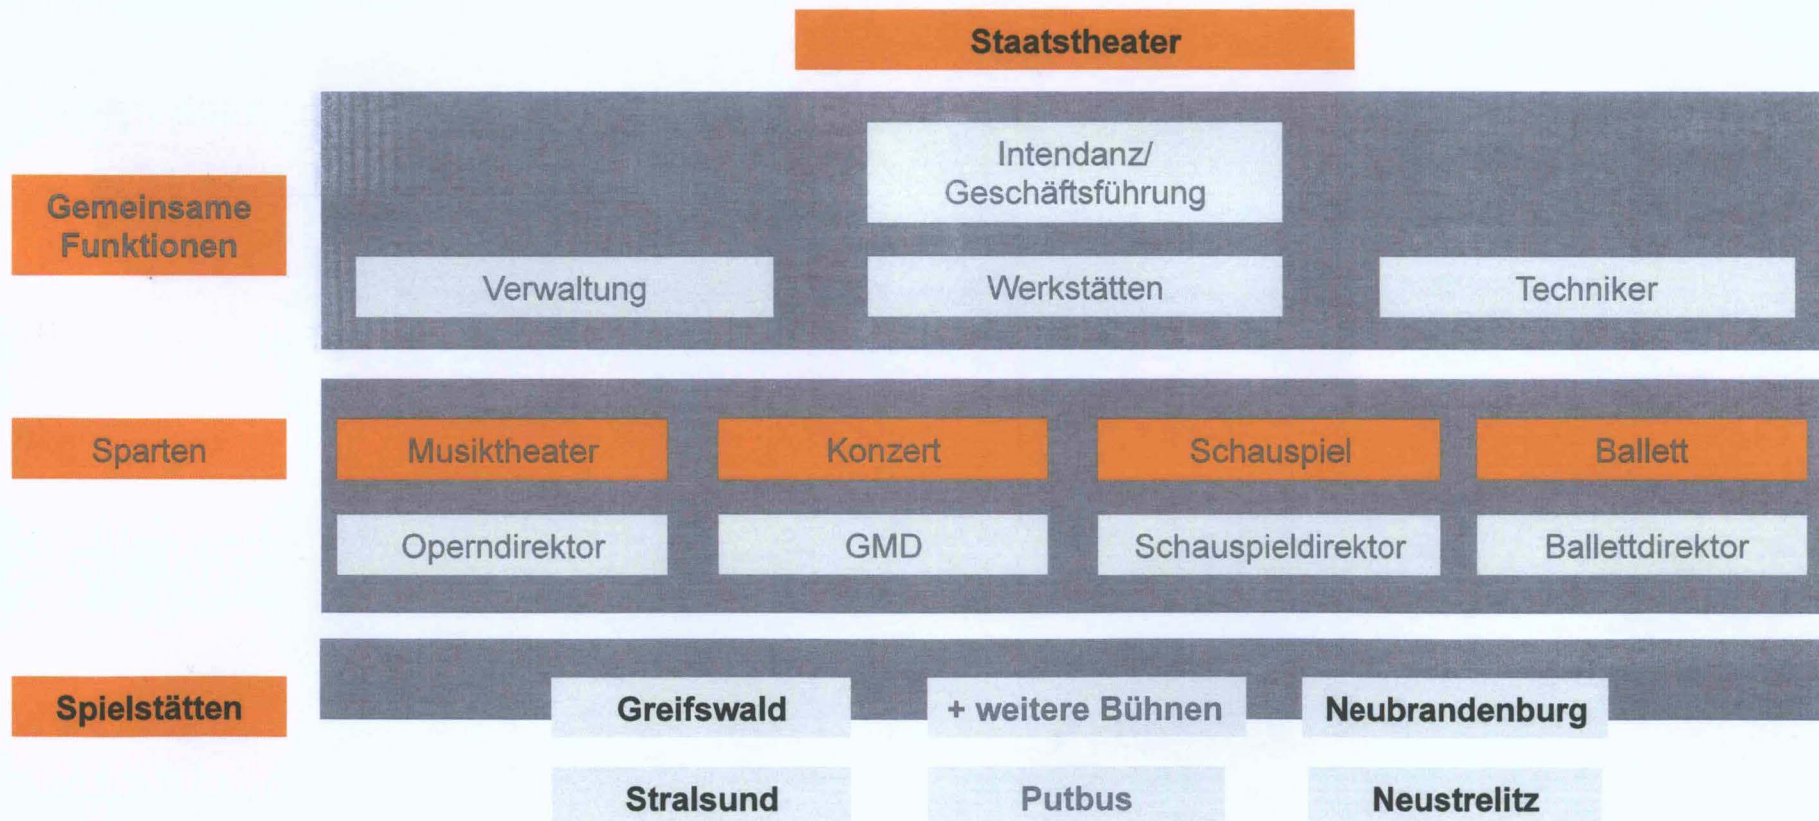 Staatstheater
Gemeinsame
Funktionen
Intendanz/
Geschäftsführung
Verwaltung
Werkstätten
Techniker
Sparten
Musiktheater
Konzert
Schauspiel
Ballett
Operndirektor
GMD
Schauspieldirektor
Ballettdirektor
Spielstätten
Greifswald
+ weitere Bühnen
Neubrandenburg
Stralsund
Putbus
Neustrelitz